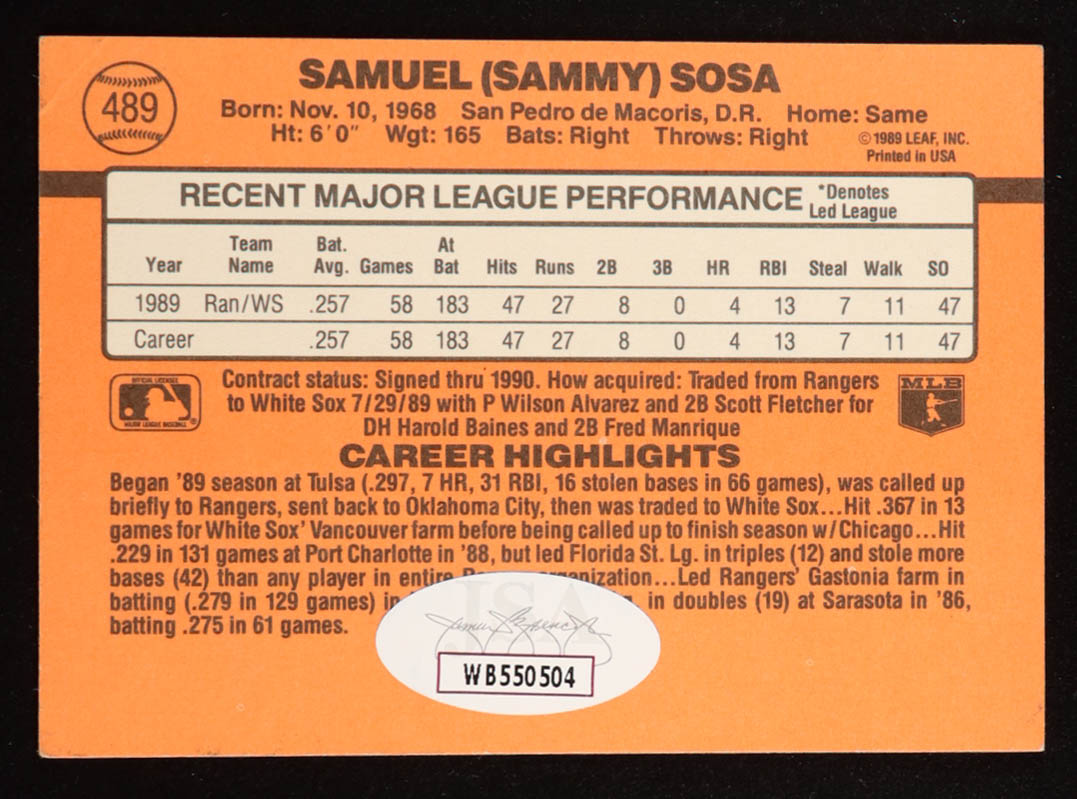 489
SAMUEL (SAMMY) SOSA
Born: Nov. 10, 1968 San Pedro de Macoris, D.R. Home: Same
Ht: 6'0" Wgt: 165 Bats: Right Throws: Right
©1989 LEAF, INC.
Printed in USA
RECENT MAJOR LEAGUE PERFORMANCE *Denotes Led League
Year Team Name Bat. Avg. Games At Bat Hits Runs 2B 3B HR RBI Steal Walk SO
1989 Ran/WS .257 58 183 47 27 8 0 4 13 7 11 47
Career .257 58 183 47 27 8 0 4 13 7 11 47
OFFICIAL LICENSEE
MAJOR LEAGUE BASEBALL
®
Contract status: Signed thru 1990. How acquired: Traded from Rangers
to White Sox 7/29/89 with P Wilson Alvarez and 2B Scott Fletcher for
DH Harold Baines and 2B Fred Manrique
MLB
CAREER HIGHLIGHTS
Began '89 season at Tulsa (.297, 7 HR, 31 RBI, 16 stolen bases in 66 games), was called up
briefly to Rangers, sent back to Oklahoma City, then was traded to White Sox...Hit .367 in 13
games for White Sox' Vancouver farm before being called up to finish season w/Chicago...Hit
.229 in 131 games at Port Charlotte in '88, but led Florida St. Lg. in triples (12) and stole more
bases (42) than any player in entire organization...Led Rangers' Gastonia farm in
batting (.279 in 129 games) in in doubles (19) at Sarasota in '86,
batting .275 in 61 games.
JSA
WB550504